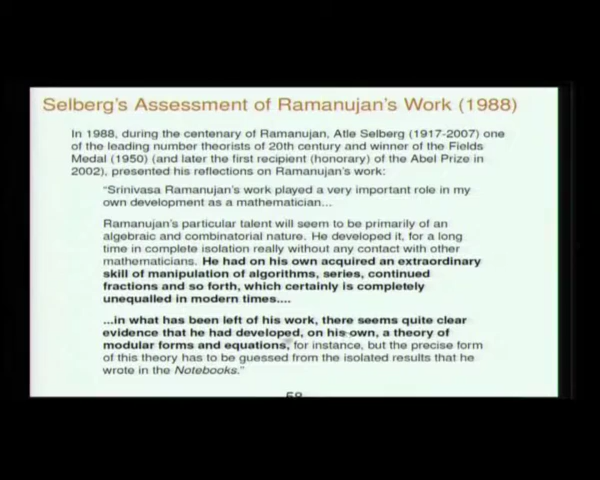 Selberg's Assessment of Ramanujan's Work (1988)
In 1988, during the centenary of Ramanujan, Atle Selberg (1917-2007) one
of the leading number theorists of 20th century and winner of the Fields
Medal (1950) (and later the first recipient (honorary) of the Abel Prize in
2002), presented his reflections on Ramanujan's work:
"Srinivasa Ramanujan's work played a very important role in my
own development as a mathematician...
Ramanujan's particular talent will seem to be primarily of an
algebraic and combinatorial nature. He developed it, for a long
time in complete isolation really without any contact with other
mathematicians. He had on his own acquired an extraordinary
skill of manipulation of algorithms, series, continued
fractions and so forth, which certainly is completely
unequalled in modern times....
...in what has been left of his work, there seems quite clear
evidence that he had developed, on his own, a theory of
modular forms and equations, for instance, but the precise form
of this theory has to be guessed from the isolated results that he
wrote in the Notebooks."